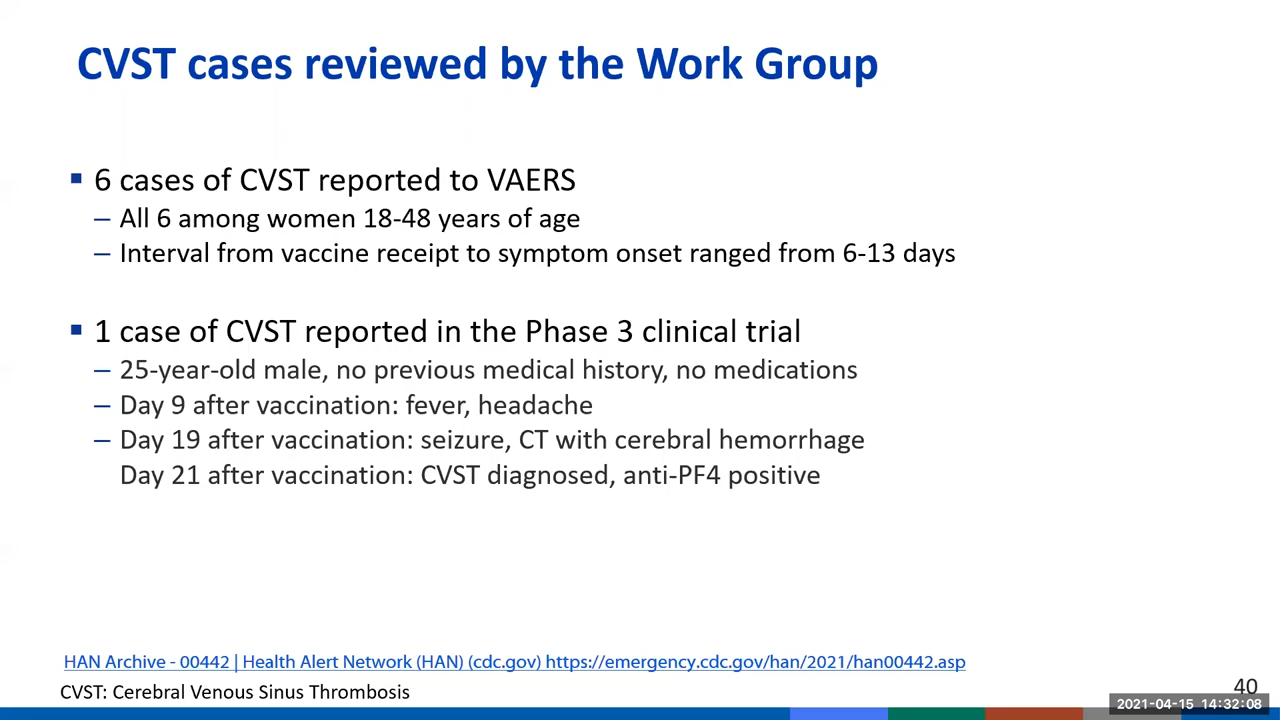 CVST cases reviewed by the Work Group
▪ 6 cases of CVST reported to VAERS
– All 6 among women 18-48 years of age
– Interval from vaccine receipt to symptom onset ranged from 6-13 days
▪ 1 case of CVST reported in the Phase 3 clinical trial
– 25-year-old male, no previous medical history, no medications
– Day 9 after vaccination: fever, headache
– Day 19 after vaccination: seizure, CT with cerebral hemorrhage
Day 21 after vaccination: CVST diagnosed, anti-PF4 positive
HAN Archive - 00442 | Health Alert Network (HAN) (cdc.gov) https://emergency.cdc.gov/han/2021/han00442.asp
CVST: Cerebral Venous Sinus Thrombosis
40
2021-04-15 14:32:08